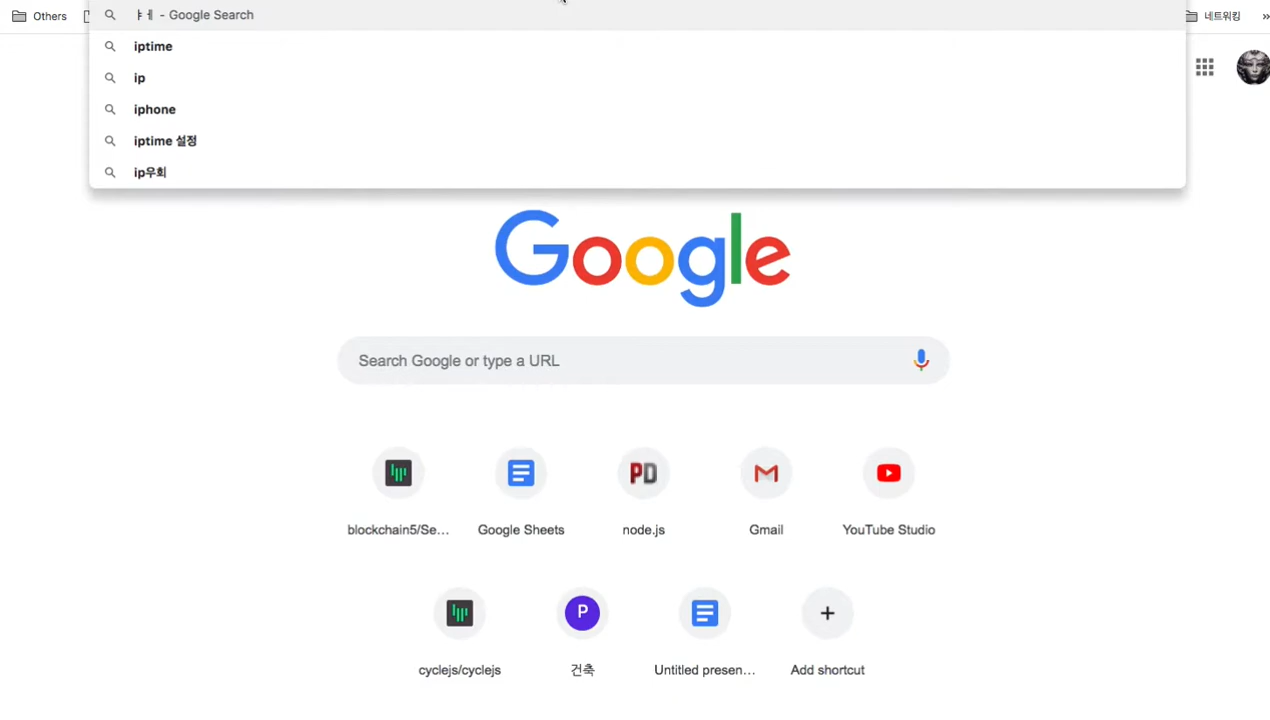 Others
ㅑㅔ - Google Search
네트워킹
»
iptime
ip
iphone
iptime 설정
ip우회
Google
Search Google or type a URL
PD
blockchain5/Se...
Google Sheets
node.js
Gmail
YouTube Studio
P
cyclejs/cyclejs
건축
Untitled presen...
Add shortcut